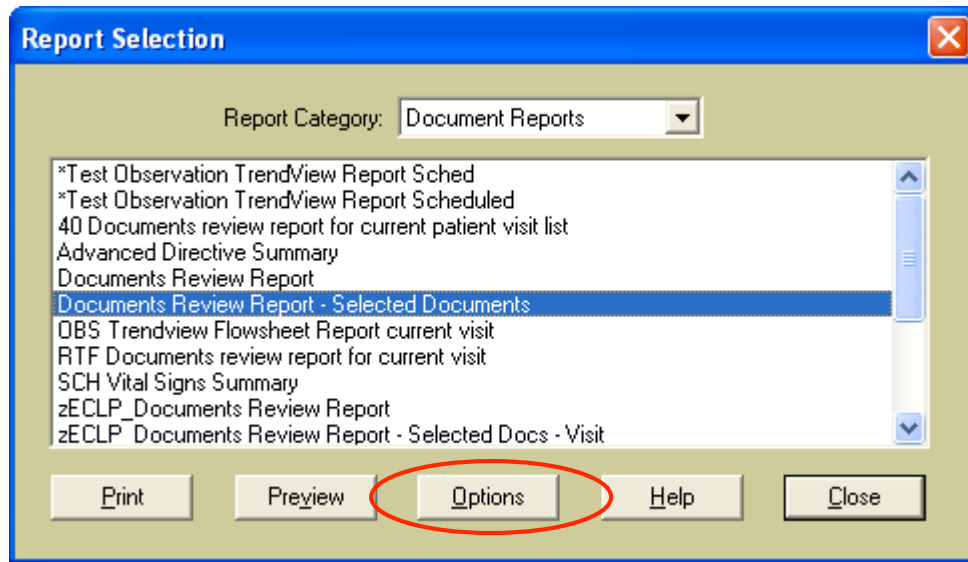 Report Selection
Report Category: Document Reports
*Test Observation TrendView Report Sched
*Test Observation TrendView Report Scheduled
40 Documents review report for current patient visit list
Advanced Directive Summary
Documents Review Report
Documents Review Report - Selected Documents
OBS Trendview Flowsheet Report current visit
RTF Documents review report for current visit
SCH Vital Signs Summary
zECLP_Documents Review Report
zECLP_Documents Review Report - Selected Docs - Visit
Print Preview Options Help Close